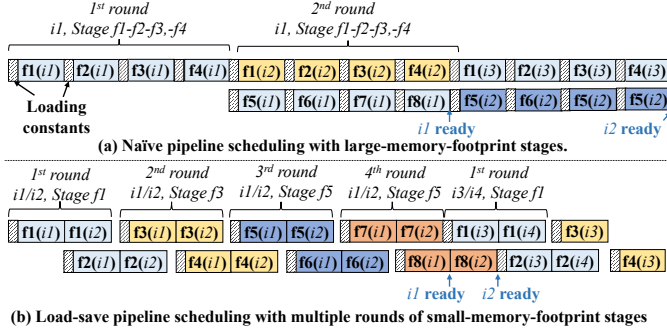 1st round
i1, Stage f1-f2-f3,-f4
2nd round
i1, Stage f1-f2-f3,-f4
f1(i1) f2(i1) f3(i1) f4(i1) f1(i2) f2(i2) f3(i2) f4(i2) f1(i3) f2(i3) f3(i3) f4(i3)
f5(i1) f6(i1) f7(i1) f8(i1) f5(i2) f6(i2) f5(i2) f5(i2)
Loading
constants
i1 ready
i2 ready
(a) Naïve pipeline scheduling with large-memory-footprint stages.
1st round
i1/i2, Stage f1
2nd round
i1/i2, Stage f3
3rd round
i1/i2, Stage f5
4th round
i1/i2, Stage f5
1st round
i3/i4, Stage f1
f1(i1) f1(i2) f3(i1) f3(i2) f5(i1) f5(i2) f7(i1) f7(i2) f1(i3) f1(i4) f3(i3)
f2(i1) f2(i2) f4(i1) f4(i2) f6(i1) f6(i2) f8(i1) f8(i2) f2(i3) f2(i4) f4(i3)
i1 ready
i2 ready
(b) Load-save pipeline scheduling with multiple rounds of small-memory-footprint stages